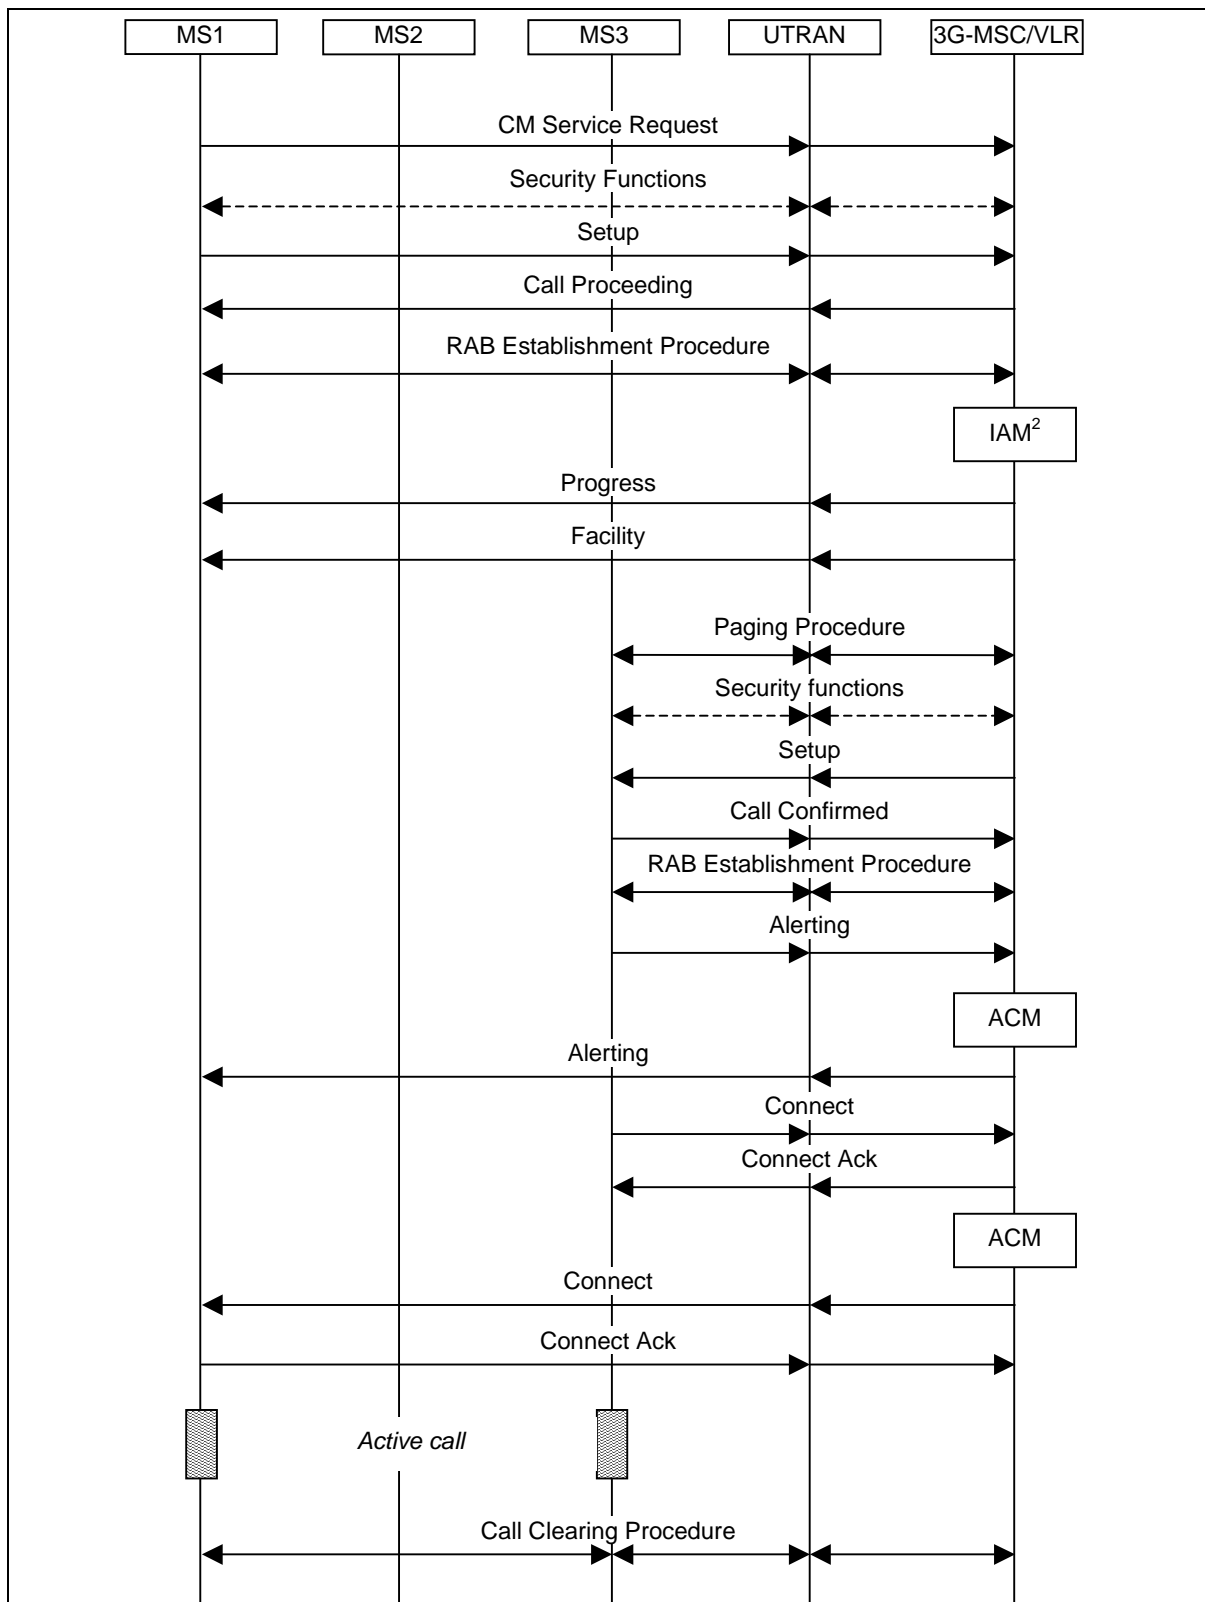 MS1 MS2 MS3 UTRAN 3G-MSC/VLR
CM Service Request
Security Functions
Setup
Call Proceeding
RAB Establishment Procedure
IAM²
Progress
Facility
Paging Procedure
Security functions
Setup
Call Confirmed
RAB Establishment Procedure
Alerting
ACM
Alerting
Connect
Connect Ack
ACM
Connect
Connect Ack
Active call
Call Clearing Procedure